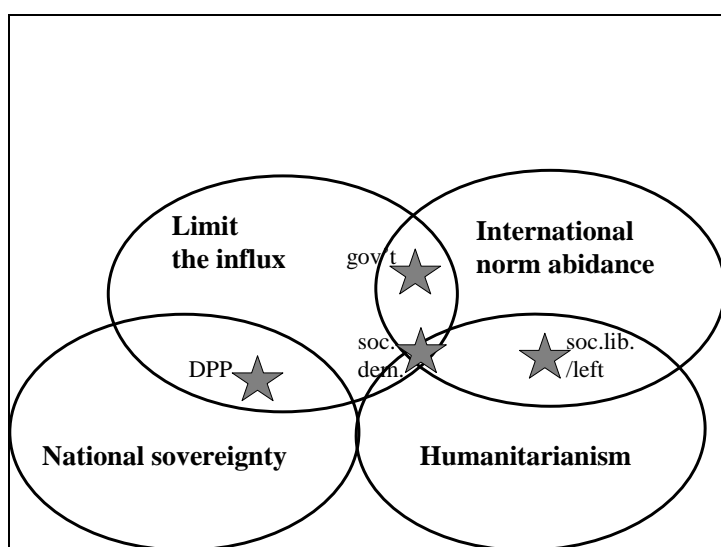 Limit
the influx
International
norm abidance
gov't
soc.
dem.
soc.lib.
/left
DPP
National sovereignty
Humanitarianism